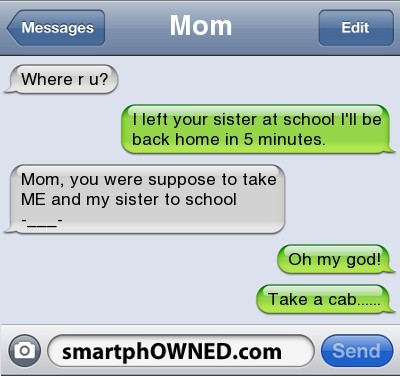 Messages
Mom
Edit
Where r u?
I left your sister at school I'll be
back home in 5 minutes.
Mom, you were suppose to take
ME and my sister to school
-___-
Oh my god!
Take a cab......
smartphOWNED.com
Send